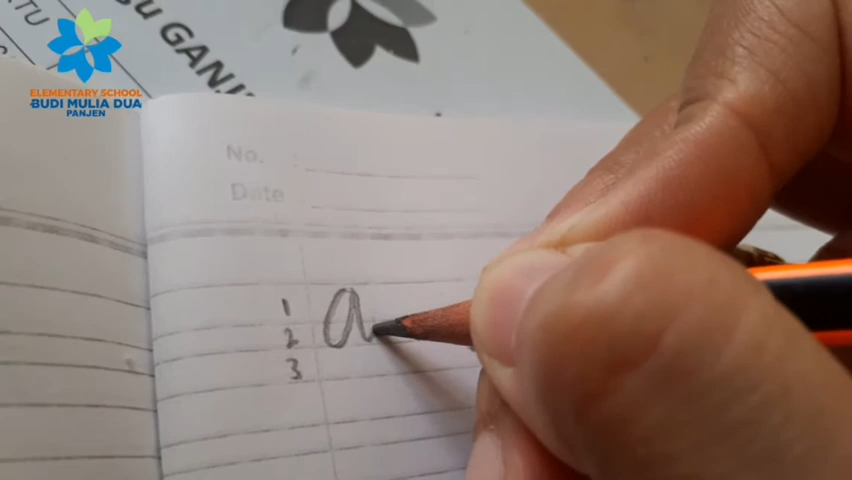 ELEMENTARY SCHOOL
BUDI MULIA DUA
PANJEN
No. :
Date
1
a
2
3